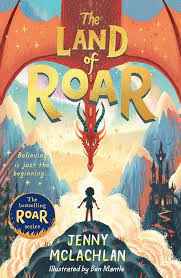 The
LAND
of
ROAR
Believing
is just the
beginning...
The
bestselling
ROAR
series
JENNY
McLACHLAN
Illustrated by Ben Mantle